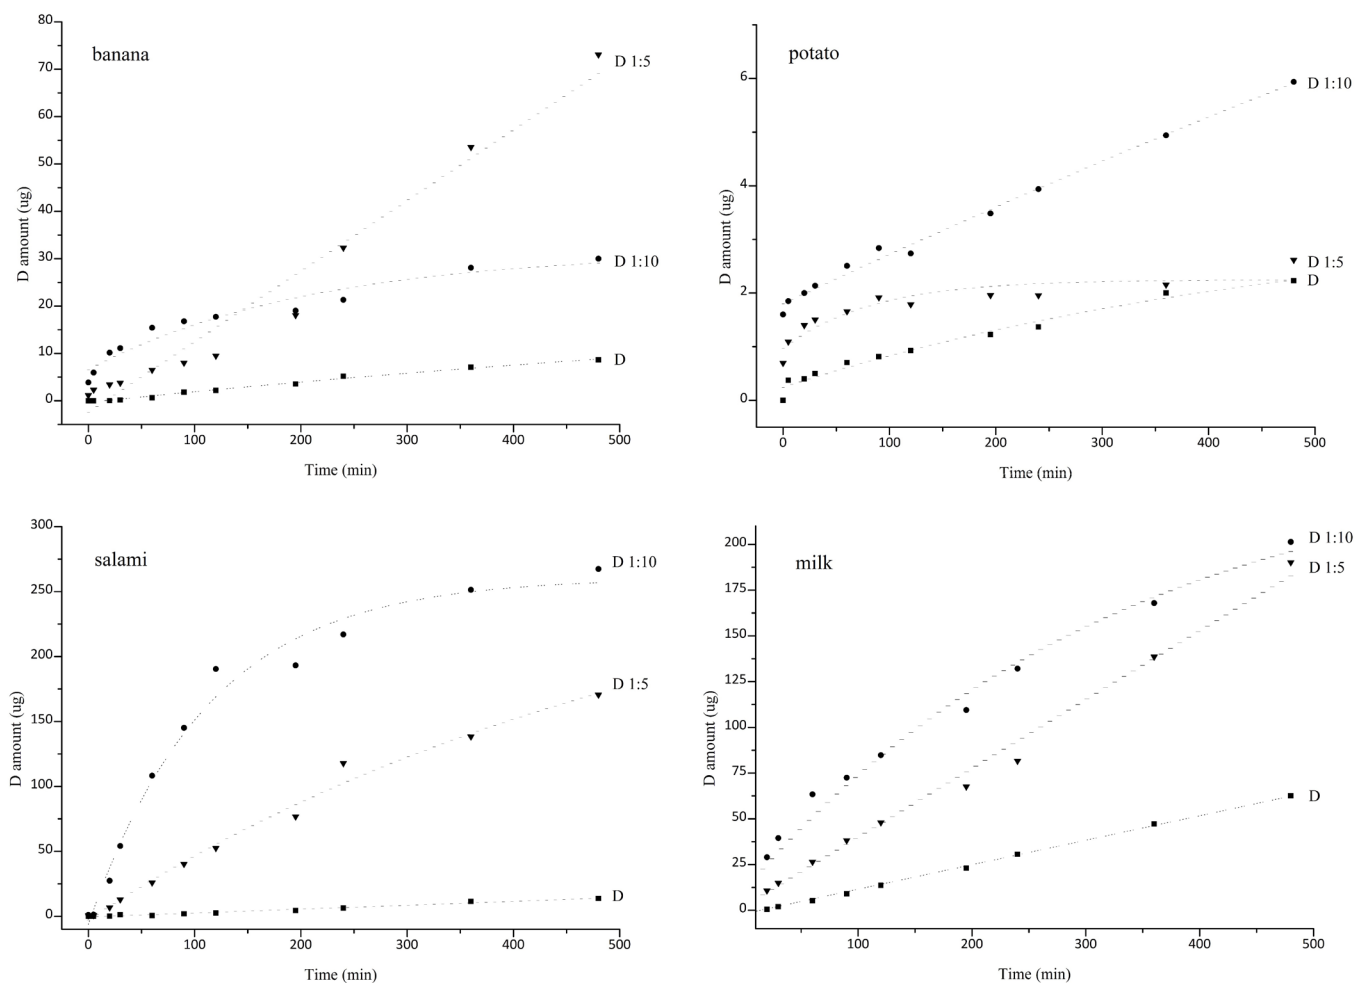 banana
80
70
60
50
40
30
20
10
0
D amount (ug)
0 100 200 300 400 500
Time (min)
D 1:5
D 1:10
D
potato
6
4
2
0
D amount (ug)
0 100 200 300 400 500
Time (min)
D 1:10
D 1:5
D
salami
300
250
200
150
100
50
0
D amount (ug)
0 100 200 300 400 500
Time (min)
D 1:10
D 1:5
D
milk
200
175
150
125
100
75
50
25
0
D amount (ug)
100 200 300 400 500
Time (min)
D 1:10
D 1:5
D